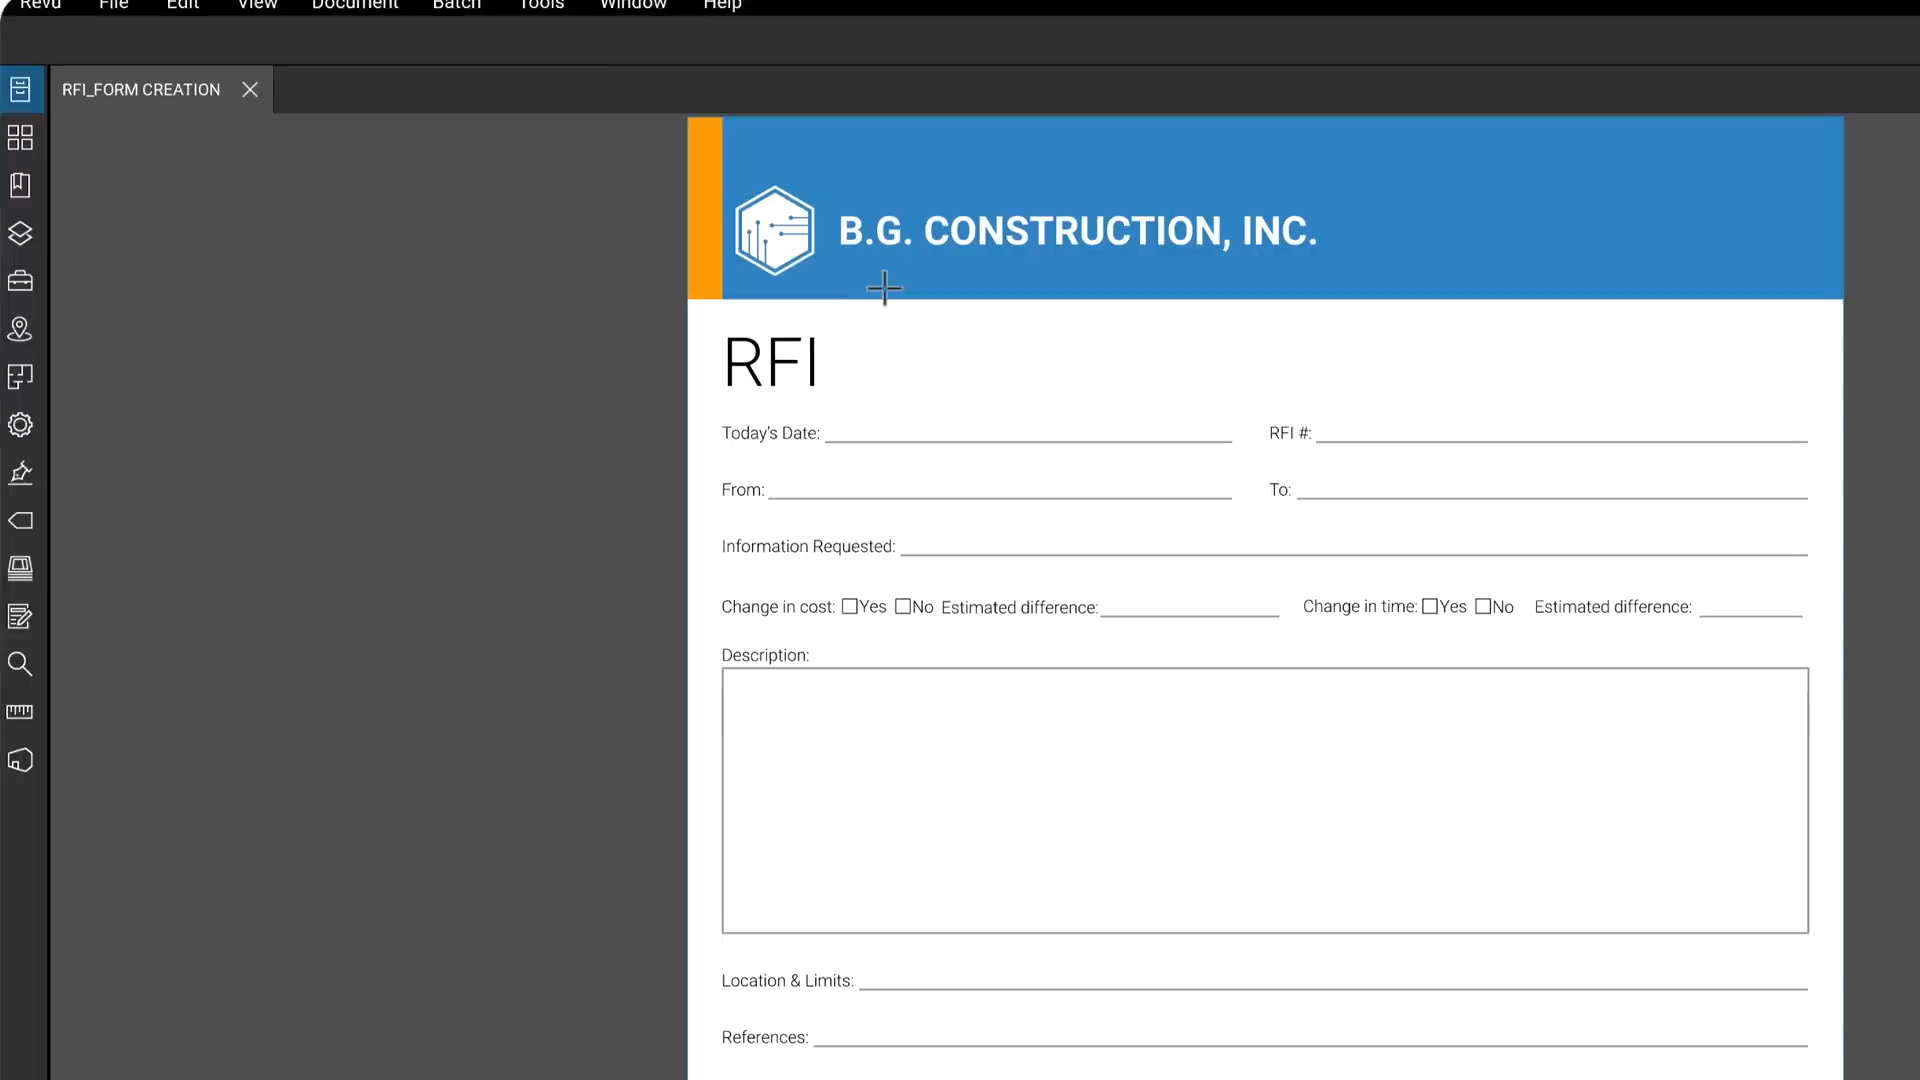 Revu File Edit View Document Batch Tools Window Help
RFI_FORM CREATION
B.G. CONSTRUCTION, INC.
RFI
Today's Date: RFI #:
From: To:
Information Requested:
Change in cost: Yes No Estimated difference: Change in time: Yes No Estimated difference:
Description:
Location & Limits:
References: